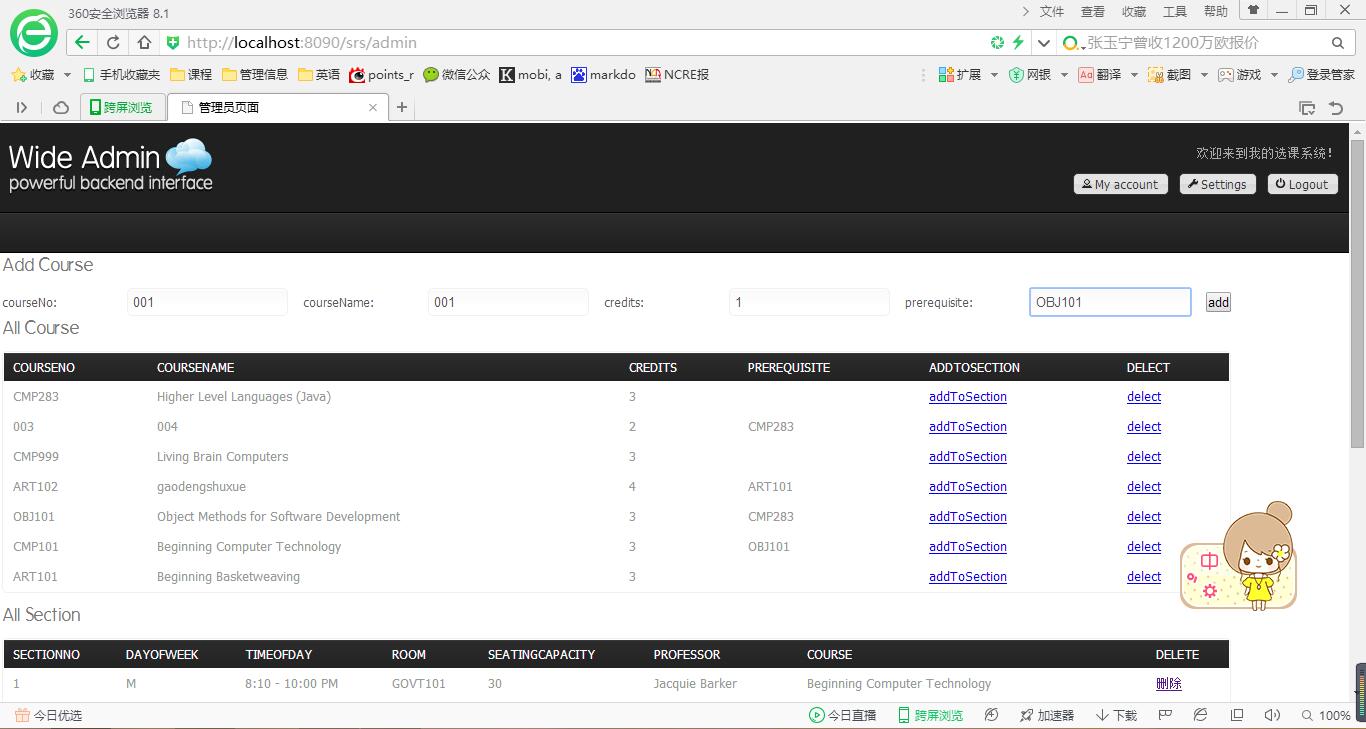 360安全浏览器 8.1
文件 查看 收藏 工具 帮助
http://localhost:8090/srs/admin
张玉宁曾收1200万欧报价
收藏 手机收藏夹 课程 管理信息 英语 points_r 微信公众 mobi, a markdo NCRE报 扩展 网银 翻译 截图 游戏 登录管家
跨屏浏览 管理员页面
Wide Admin
powerful backend interface
欢迎来到我的选课系统！
My account Settings Logout
Add Course
courseNo: 001 courseName: 001 credits: 1 prerequisite: OBJ101 add
All Course
COURSENO COURSENAME CREDITS PREREQUISITE ADDTOSECTION DELECT
CMP283 Higher Level Languages (Java) 3 addToSection delect
003 004 2 CMP283 addToSection delect
CMP999 Living Brain Computers 3 addToSection delect
ART102 gaodengshuxue 4 ART101 addToSection delect
OBJ101 Object Methods for Software Development 3 CMP283 addToSection delect
CMP101 Beginning Computer Technology 3 OBJ101 addToSection delect
ART101 Beginning Basketweaving 3 addToSection delect
中
All Section
SECTIONNO DAYOFWEEK TIMEOFDAY ROOM SEATINGCAPACITY PROFESSOR COURSE DELETE
1 M 8:10 - 10:00 PM GOVT101 30 Jacquie Barker Beginning Computer Technology 删除
今日优选 今日直播 跨屏浏览 加速器 下载 100%